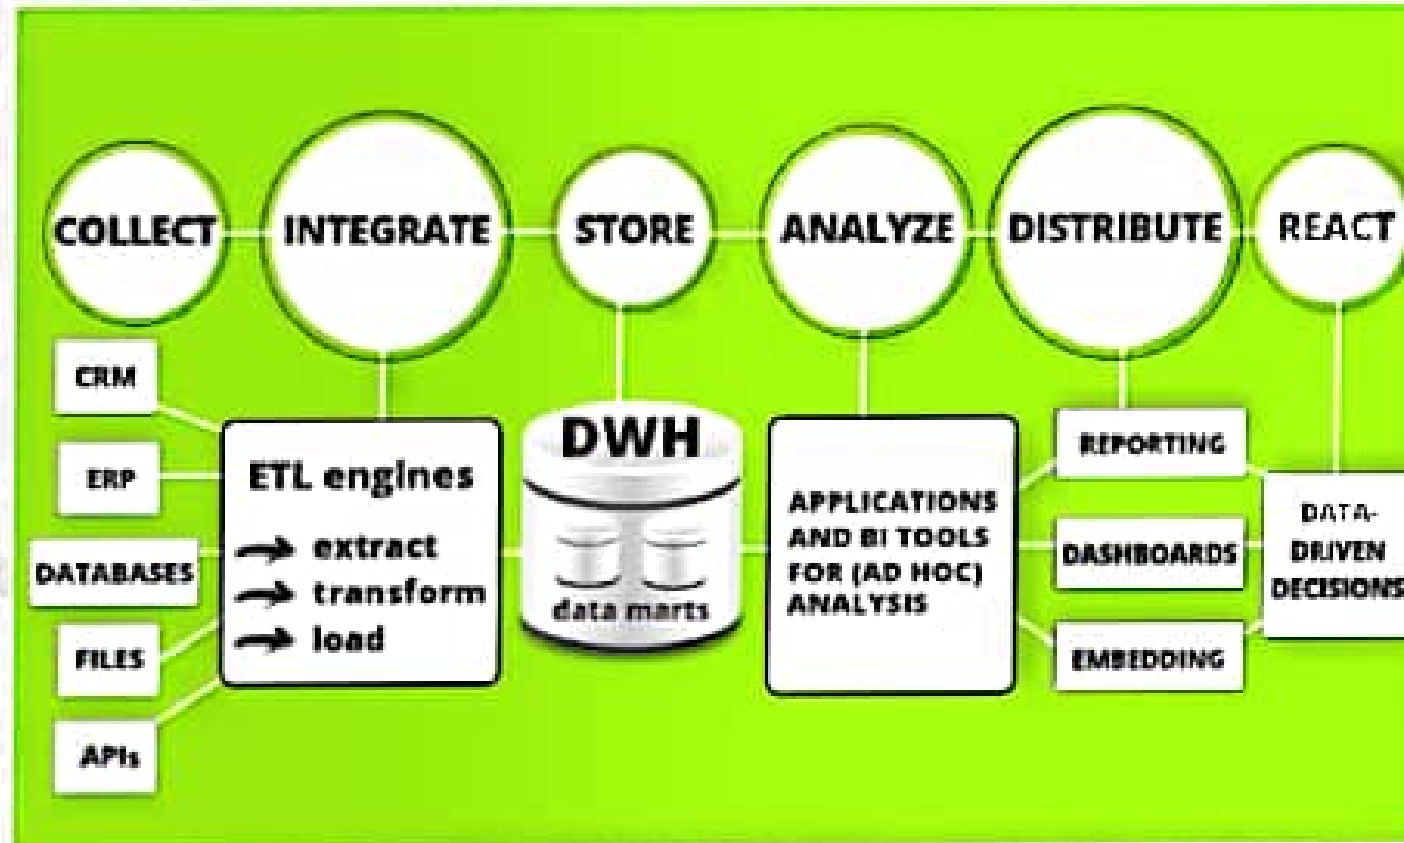 COLLECT
INTEGRATE
STORE
ANALYZE
DISTRIBUTE
REACT
CRM
ERP
DATABASES
FILES
APIs
ETL engines
extract
transform
load
DWH
data marts
APPLICATIONS
AND BI TOOLS
FOR (AD HOC)
ANALYSIS
REPORTING
DASHBOARDS
EMBEDDING
DATA-
DRIVEN
DECISIONS